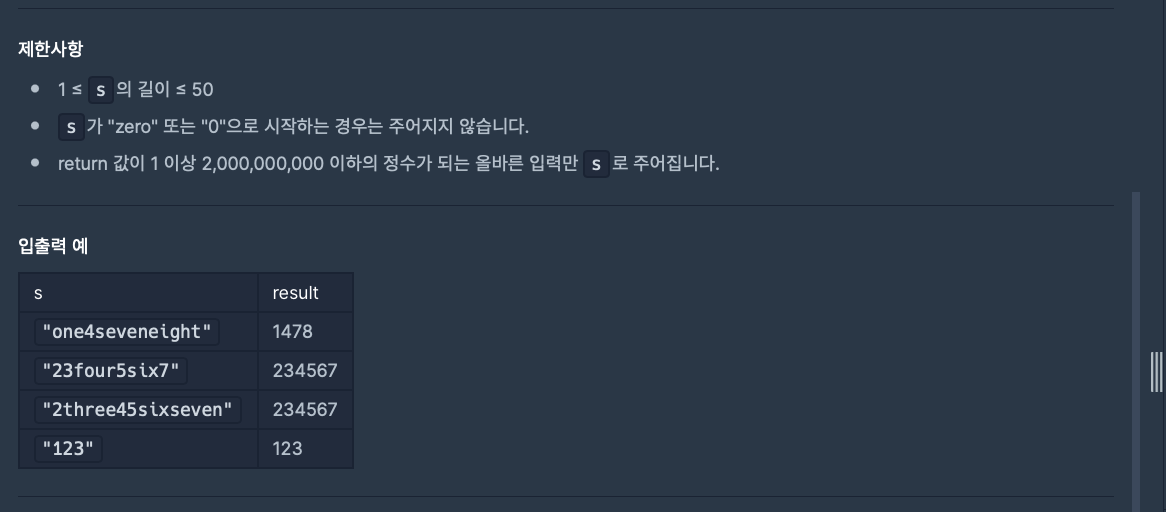 제한사항
1 ≤ s의 길이 ≤ 50
s가 "zero" 또는 "0"으로 시작하는 경우는 주어지지 않습니다.
return 값이 1 이상 2,000,000,000 이하의 정수가 되는 올바른 입력만 s로 주어집니다.
입출력 예
s result
"one4seveneight" 1478
"23four5six7" 234567
"2three45sixseven" 234567
"123" 123